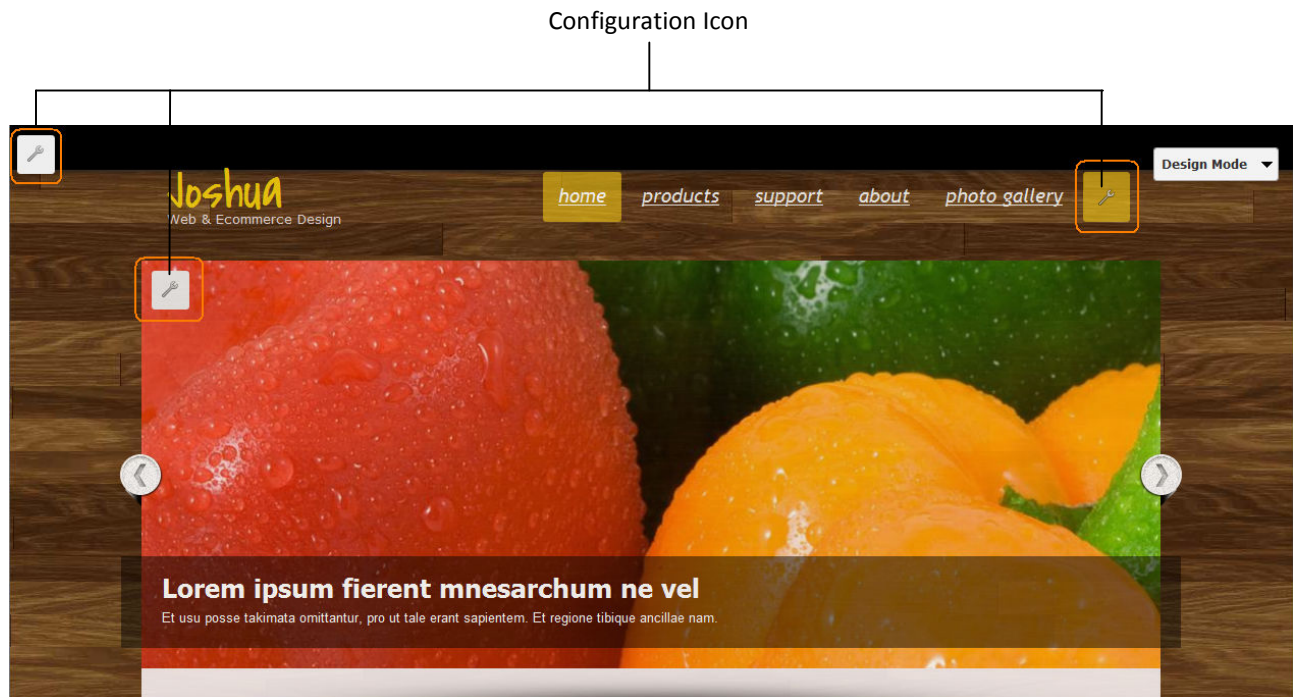 Configuration Icon
Design Mode
Joshua
Web & Ecommerce Design
home products support about photo gallery
Lorem ipsum fierent mnesarchum ne vel
Et usu posse takimata omittantur, pro ut tale erant sapientem. Et regione tibique ancillae nam.